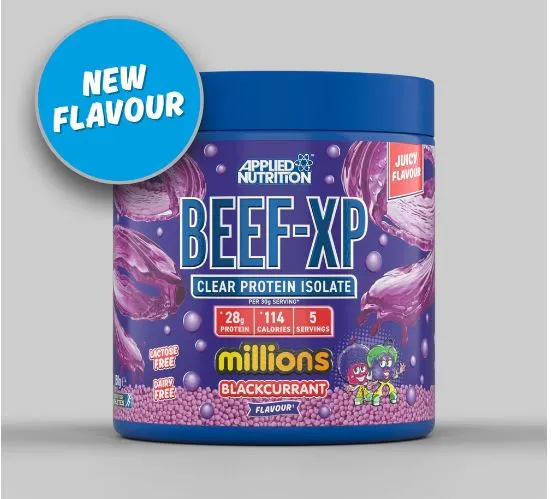 NEW
FLAVOUR
APPLIED
NUTRITION
JUICY
FLAVOUR
BEEF-XP
CLEAR PROTEIN ISOLATE
PER 30g SERVING*
*28g PROTEIN
*114 CALORIES
5 SERVINGS
millions
BLACKCURRANT
FLAVOUR
LACTOSE
FREE
DAIRY
FREE